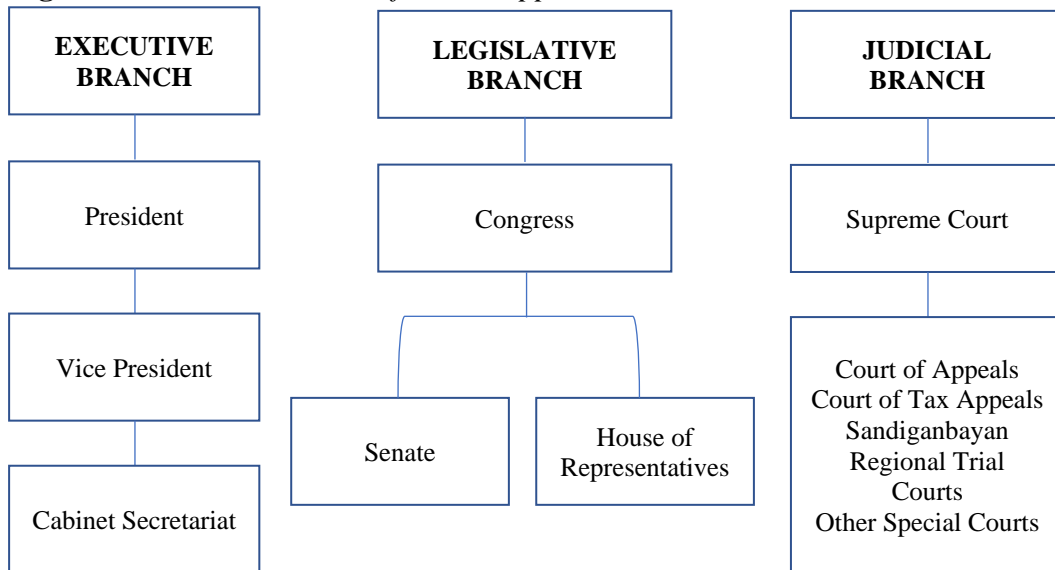 EXECUTIVE
BRANCH
President
Vice President
Cabinet Secretariat
LEGISLATIVE
BRANCH
Congress
Senate
House of
Representatives
JUDICIAL
BRANCH
Supreme Court
Court of Appeals
Court of Tax Appeals
Sandiganbayan
Regional Trial
Courts
Other Special Courts